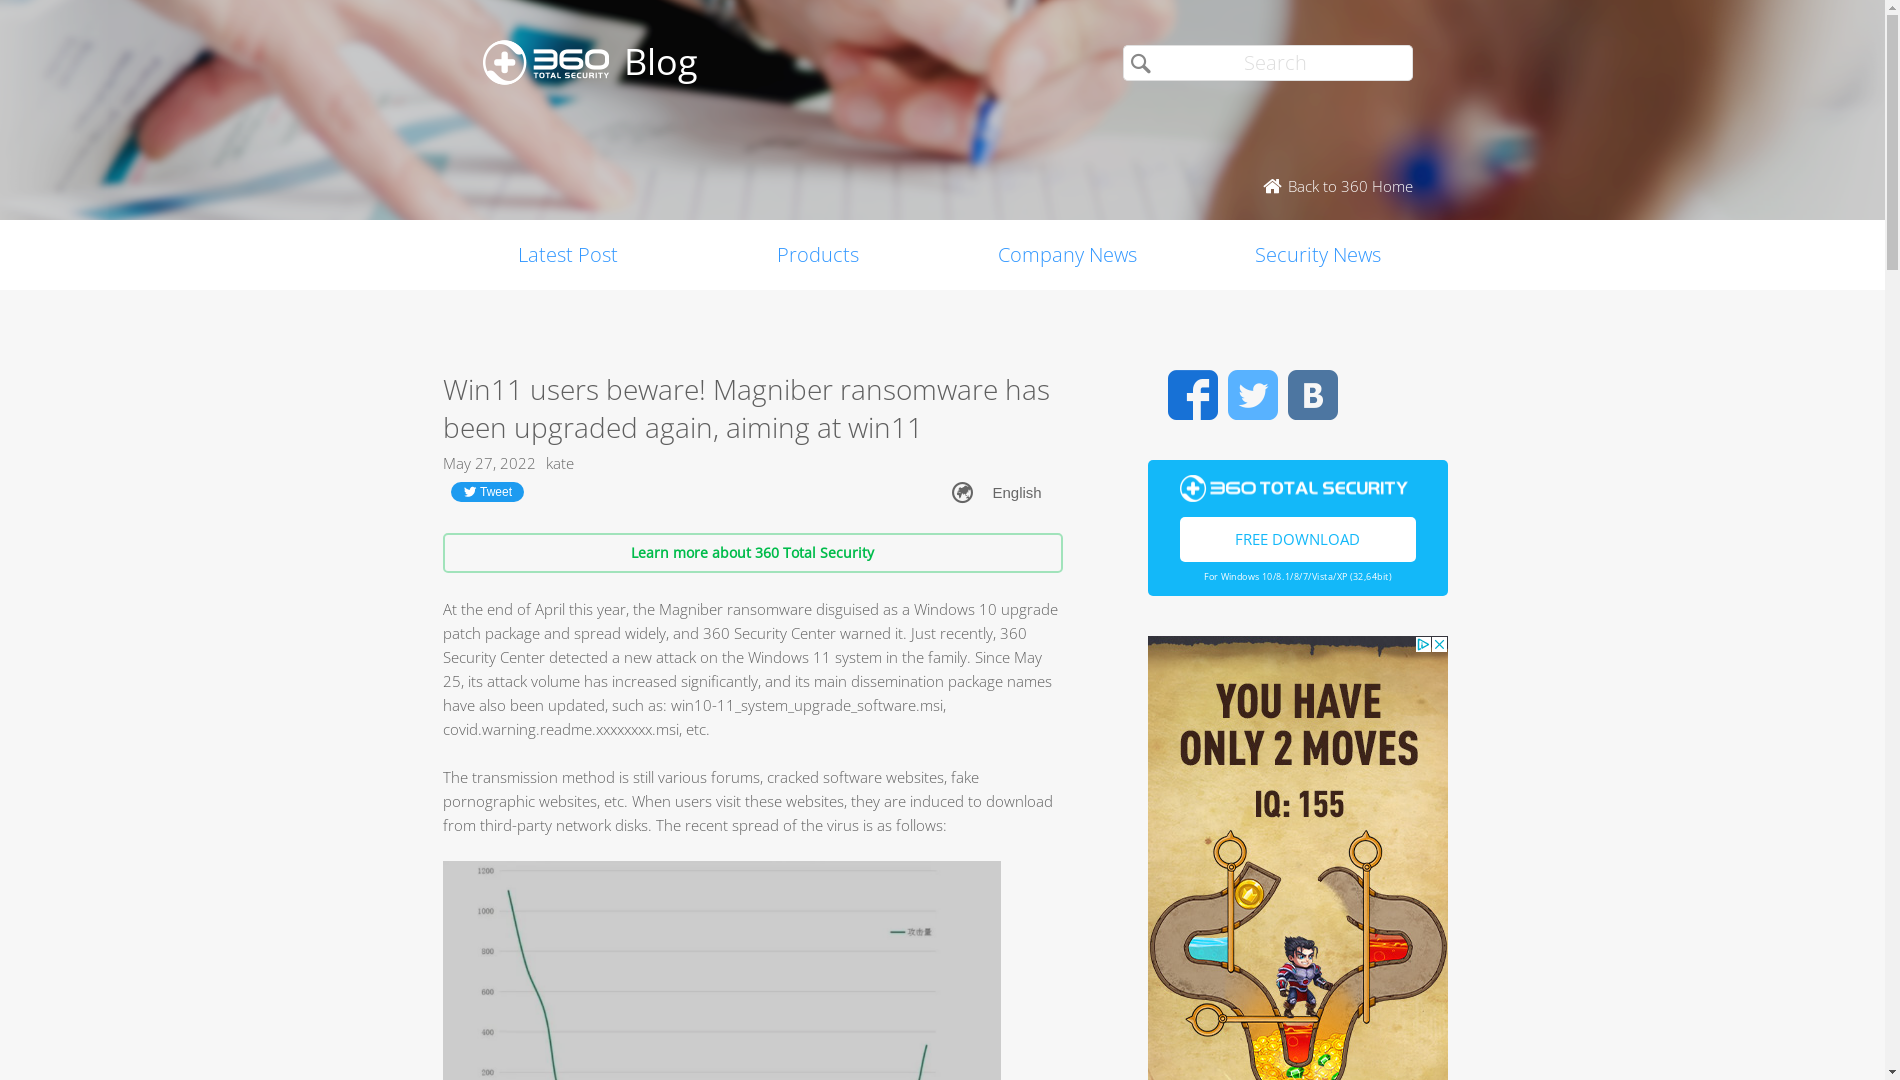 360 TOTAL SECURITY Blog
Search
Back to 360 Home
Latest Post
Products
Company News
Security News
Win11 users beware! Magniber ransomware has
been upgraded again, aiming at win11
May 27, 2022 kate
Tweet
English
Learn more about 360 Total Security
At the end of April this year, the Magniber ransomware disguised as a Windows 10 upgrade
patch package and spread widely, and 360 Security Center warned it. Just recently, 360
Security Center detected a new attack on the Windows 11 system in the family. Since May
25, its attack volume has increased significantly, and its main dissemination package names
have also been updated, such as: win10-11_system_upgrade_software.msi,
covid.warning.readme.xxxxxxxx.msi, etc.
The transmission method is still various forums, cracked software websites, fake
pornographic websites, etc. When users visit these websites, they are induced to download
from third-party network disks. The recent spread of the virus is as follows:
1200
1000
800
600
400
200
攻击量
360 TOTAL SECURITY
FREE DOWNLOAD
For Windows 10/8.1/8/7/Vista/XP (32,64bit)
YOU HAVE
ONLY 2 MOVES
IQ: 155